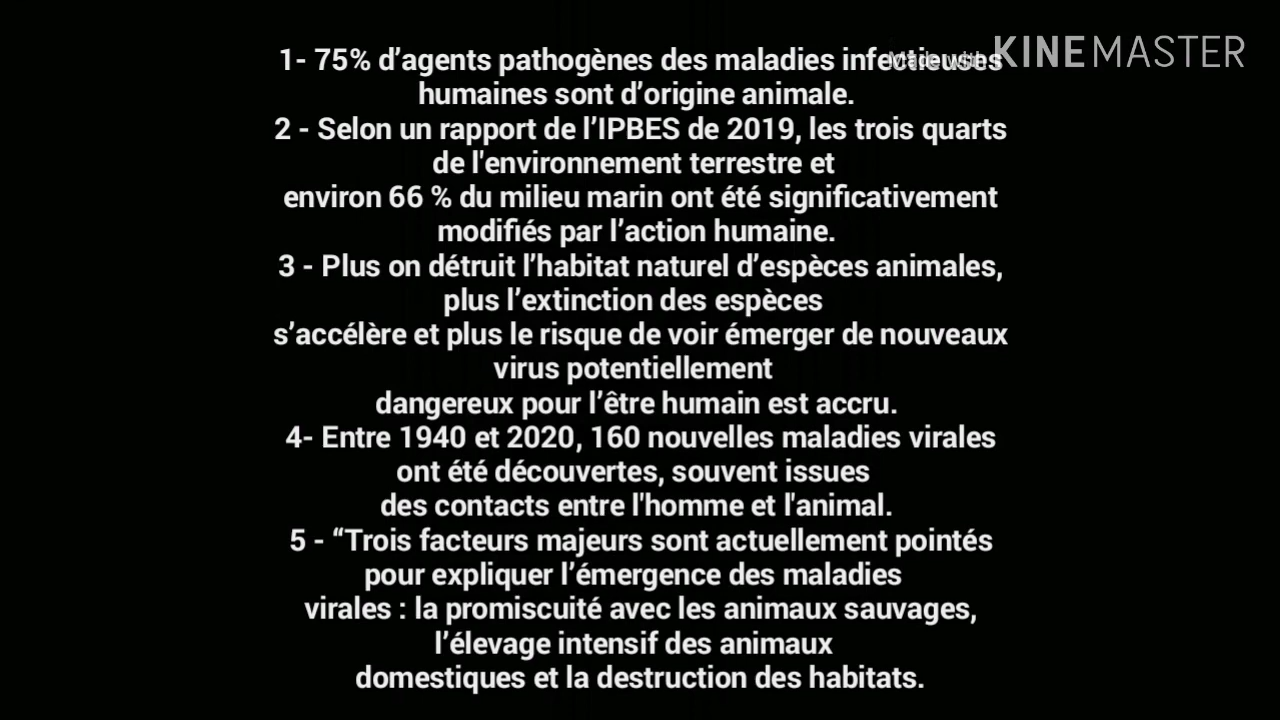 1- 75% d’agents pathogènes des maladies infectieuses
Made with KINEMASTER
humaines sont d’origine animale.
2 - Selon un rapport de l’IPBES de 2019, les trois quarts
de l'environnement terrestre et
environ 66 % du milieu marin ont été significativement
modifiés par l’action humaine.
3 - Plus on détruit l’habitat naturel d’espèces animales,
plus l’extinction des espèces
s’accélère et plus le risque de voir émerger de nouveaux
virus potentiellement
dangereux pour l’être humain est accru.
4- Entre 1940 et 2020, 160 nouvelles maladies virales
ont été découvertes, souvent issues
des contacts entre l'homme et l'animal.
5 - “Trois facteurs majeurs sont actuellement pointés
pour expliquer l’émergence des maladies
virales : la promiscuité avec les animaux sauvages,
l’élevage intensif des animaux
domestiques et la destruction des habitats.